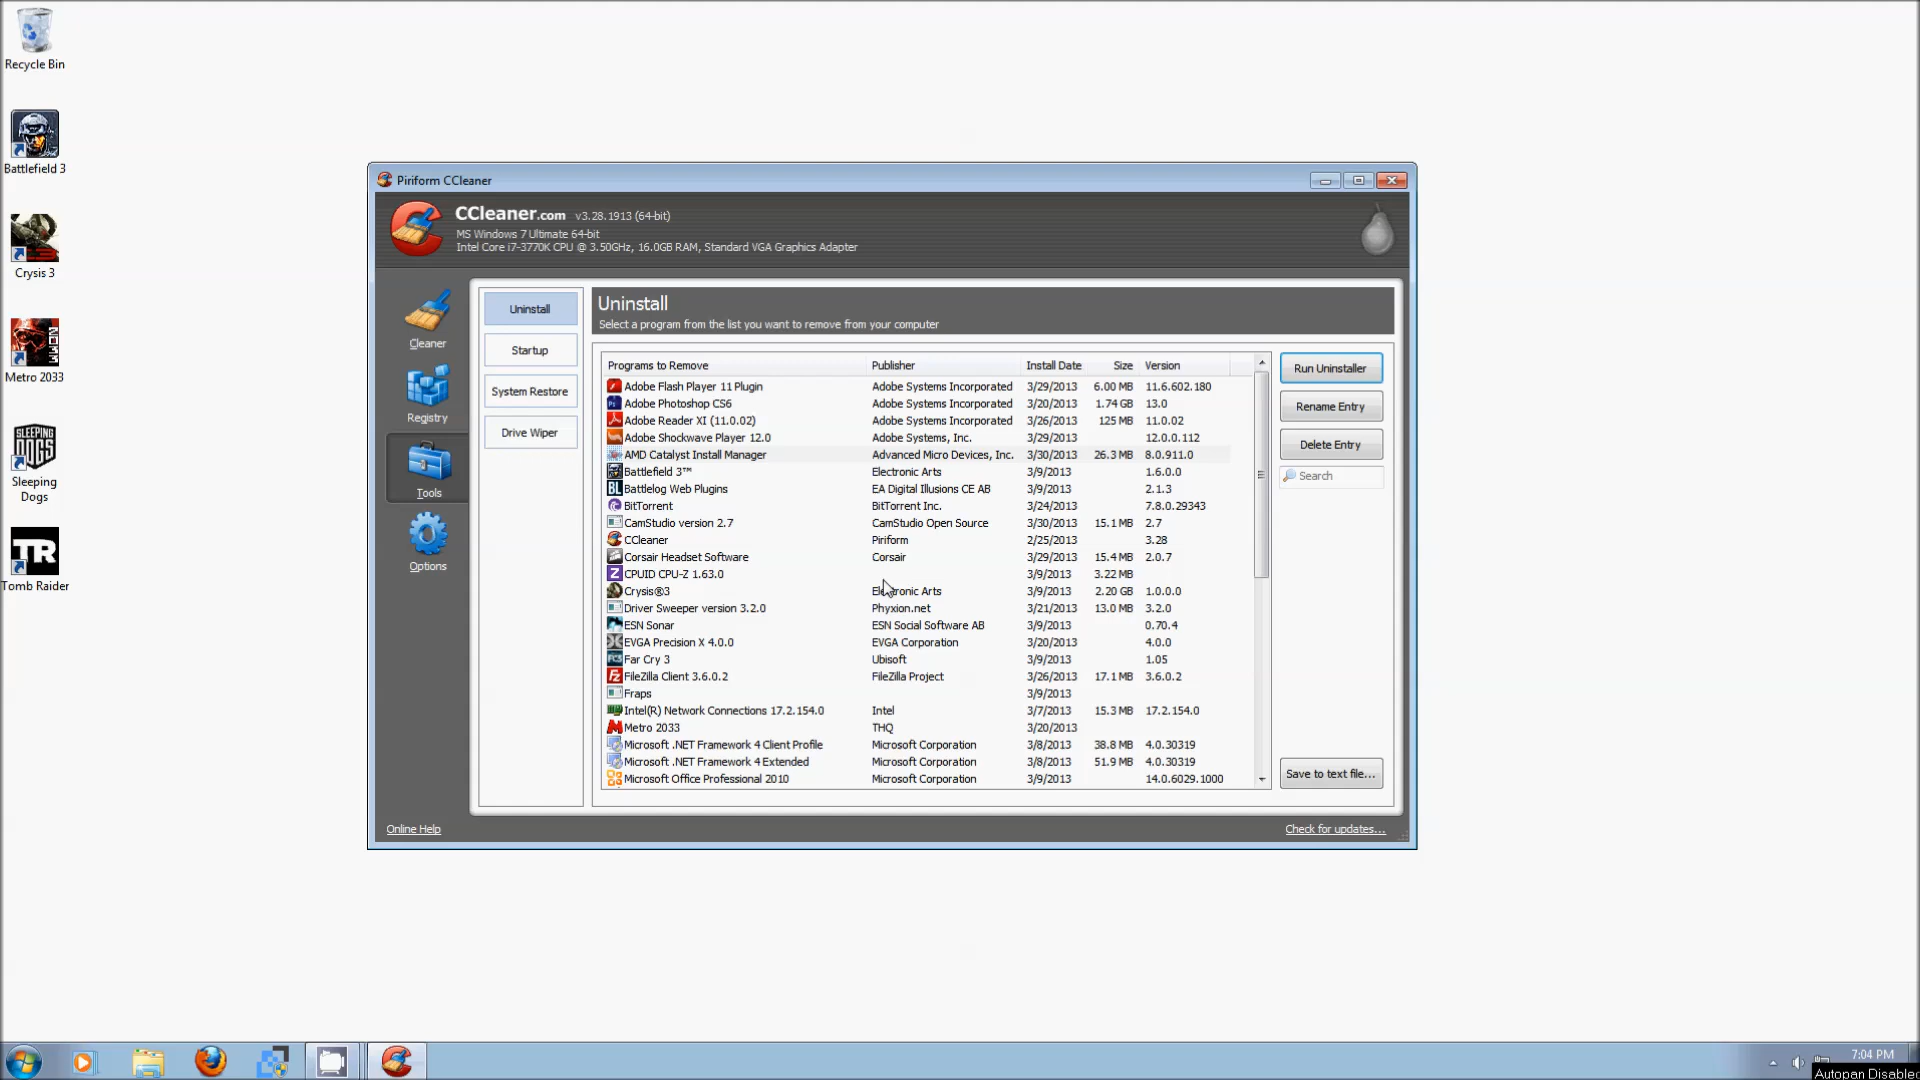 Recycle Bin
Battlefield 3
Crysis 3
2033
Metro 2033
SLEEPING
DOGS
Sleeping
Dogs
TR
Tomb Raider
Piriform CCleaner
CCleaner.com v3.28.1913 (64-bit)
MS Windows 7 Ultimate 64-bit
Intel Core i7-3770K CPU @ 3.50GHz, 16.0GB RAM, Standard VGA Graphics Adapter
Cleaner
Registry
Tools
Options
Uninstall
Startup
System Restore
Drive Wiper
Uninstall
Select a program from the list you want to remove from your computer
Programs to Remove Publisher Install Date Size Version
Adobe Flash Player 11 Plugin Adobe Systems Incorporated 3/29/2013 6.00 MB 11.6.602.180
Adobe Photoshop CS6 Adobe Systems Incorporated 3/20/2013 1.74 GB 13.0
Adobe Reader XI (11.0.02) Adobe Systems Incorporated 3/26/2013 125 MB 11.0.02
Adobe Shockwave Player 12.0 Adobe Systems, Inc. 3/29/2013 12.0.0.112
AMD Catalyst Install Manager Advanced Micro Devices, Inc. 3/30/2013 26.3 MB 8.0.911.0
Battlefield 3™ Electronic Arts 3/9/2013 1.6.0.0
Battlelog Web Plugins EA Digital Illusions CE AB 3/9/2013 2.1.3
BitTorrent BitTorrent Inc. 3/24/2013 7.8.0.29343
CamStudio version 2.7 CamStudio Open Source 3/30/2013 15.1 MB 2.7
CCleaner Piriform 2/25/2013 3.28
Corsair Headset Software Corsair 3/29/2013 15.4 MB 2.0.7
CPUID CPU-Z 1.63.0 3/9/2013 3.22 MB
Crysis®3 Electronic Arts 3/9/2013 2.20 GB 1.0.0.0
Driver Sweeper version 3.2.0 Phyxion.net 3/21/2013 13.0 MB 3.2.0
ESN Sonar ESN Social Software AB 3/9/2013 0.70.4
EVGA Precision X 4.0.0 EVGA Corporation 3/20/2013 4.0.0
Far Cry 3 Ubisoft 3/9/2013 1.05
FileZilla Client 3.6.0.2 FileZilla Project 3/26/2013 17.1 MB 3.6.0.2
Fraps 3/9/2013
Intel(R) Network Connections 17.2.154.0 Intel 3/7/2013 15.3 MB 17.2.154.0
Metro 2033 THQ 3/20/2013
Microsoft .NET Framework 4 Client Profile Microsoft Corporation 3/8/2013 38.8 MB 4.0.30319
Microsoft .NET Framework 4 Extended Microsoft Corporation 3/8/2013 51.9 MB 4.0.30319
Microsoft Office Professional 2010 Microsoft Corporation 3/9/2013 14.0.6029.1000
Run Uninstaller
Rename Entry
Delete Entry
Search
Save to text file...
Online Help
Check for updates...
7:04 PM
Autopan Disabled